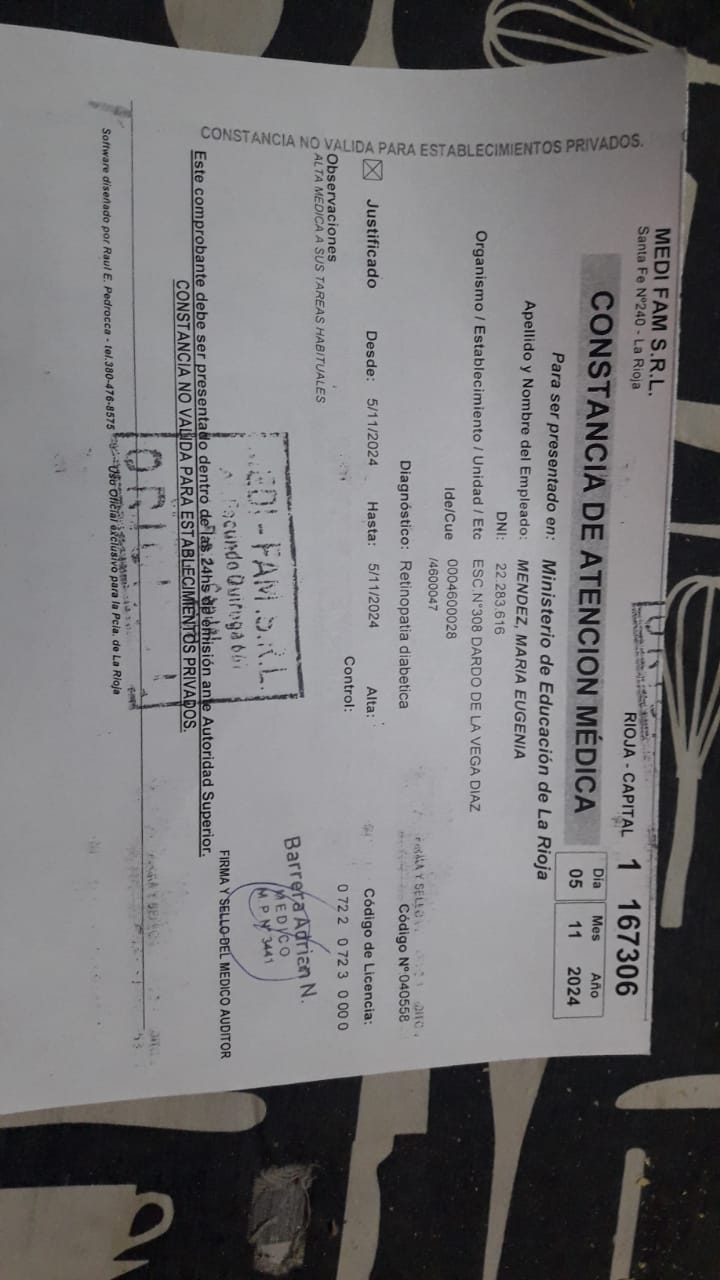 MEDI FAM S.R.L.
Santa Fe Nº240 - La Rioja
RIOJA - CAPITAL
1 167306
CONSTANCIA DE ATENCION MÉDICA
Dia Mes Año
05 11 2024
Para ser presentado en: Ministerio de Educación de La Rioja
Apellido y Nombre del Empleado: MENDEZ, MARIA EUGENIA
DNI: 22.283.616
Organismo / Establecimiento / Unidad / Etc ESC.N°308 DARDO DE LA VEGA DIAZ
Ide/Cue 0004600028
/4600047
Diagnóstico: Retinopatia diabetica Código Nº 040558
Justificado Desde: 5/11/2024 Hasta: 5/11/2024 Alta: Código de Licencia:
Control: 0 72 2 0 72 3 0 00 0
Observaciones
ALTA MEDICA A SUS TAREAS HABITUALES
Barrera Adrian N.
MEDICO
M.P.Nº 3441
FAM.S.R.L.
Facundo Quiroga
FIRMA Y SELLO DEL MEDICO AUDITOR
Este comprobante debe ser presentado dentro de las 24hs de emisión ante Autoridad Superior.
CONSTANCIA NO VALIDA PARA ESTABLECIMIENTOS PRIVADOS.
Software diseñado por Raul E. Pedrocca - tel.380-476-8575 Uso Oficial exclusivo para la Pcia. de La Rioja
CONSTANCIA NO VALIDA PARA ESTABLECIMIENTOS PRIVADOS.